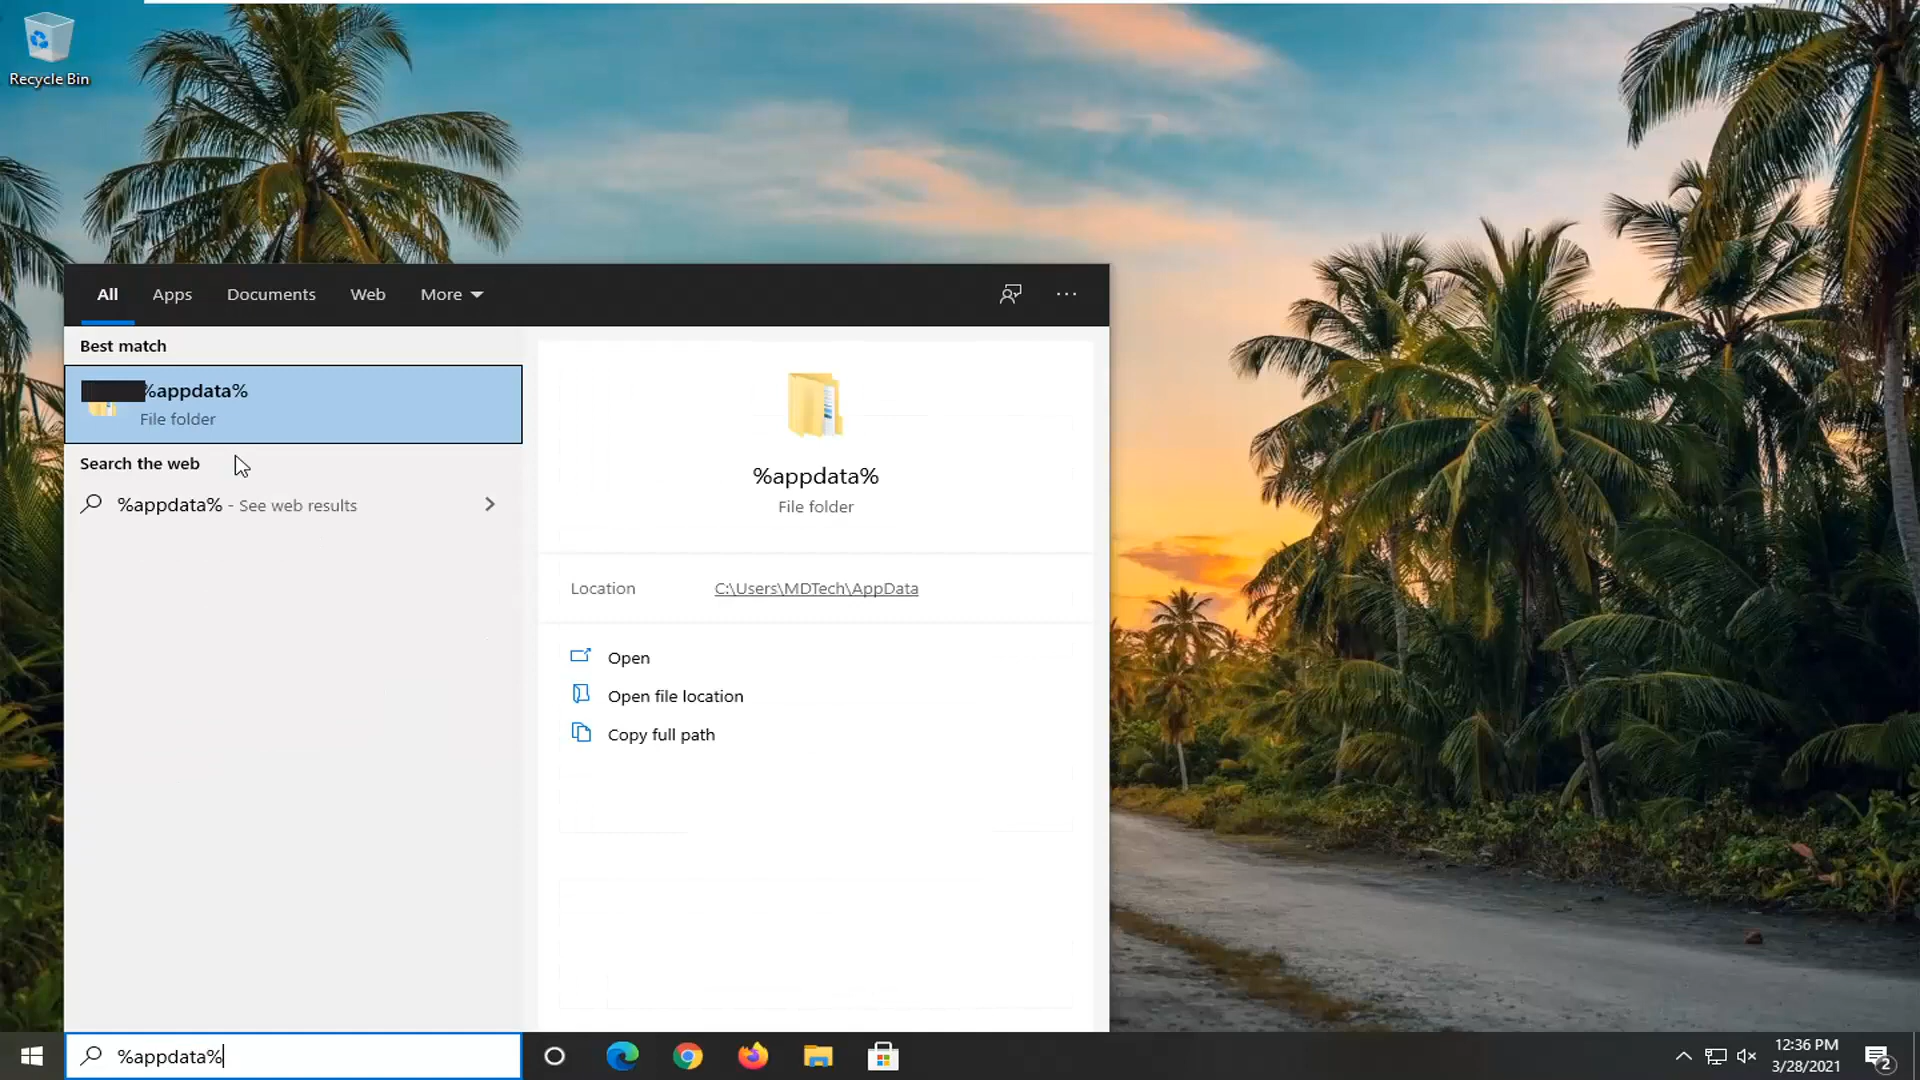 Recycle Bin
All Apps Documents Web More
Best match
%appdata%
File folder
Search the web
%appdata% - See web results
%appdata%
File folder
Location C:\Users\MDTech\AppData
Open
Open file location
Copy full path
%appdata%
12:36 PM
3/28/2021
2